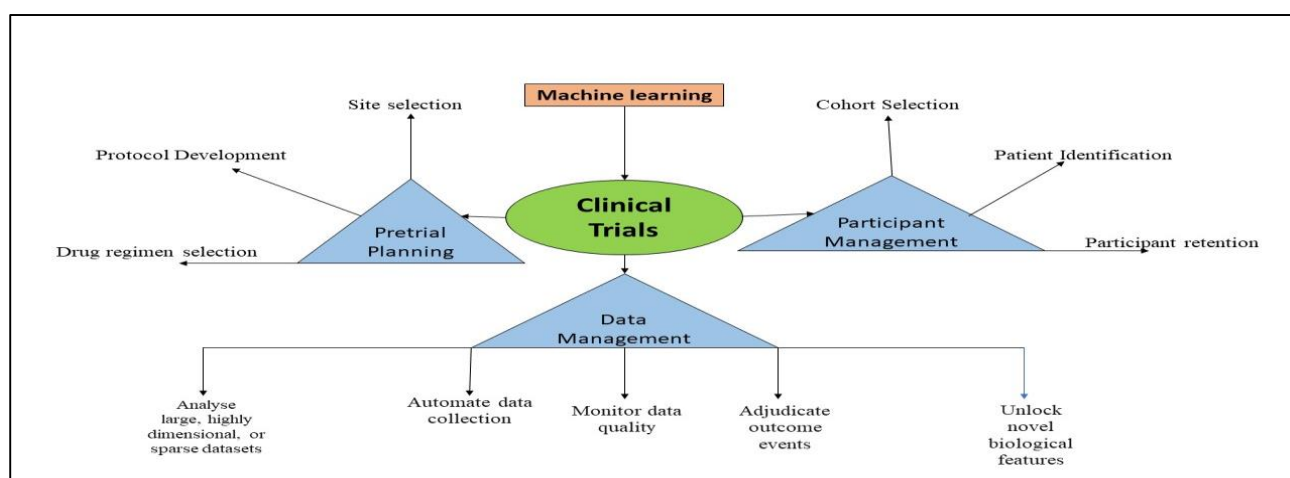 Machine learning
Site selection
Cohort Selection
Protocol Development
Patient Identification
Clinical
Trials
Pretrial
Planning
Participant
Management
Drug regimen selection
Participant retention
Data
Management
Analyse
large, highly
dimensional, or
sparse datasets
Automate data
collection
Monitor data
quality
Adjudicate
outcome
events
Unlock
novel
biological
features